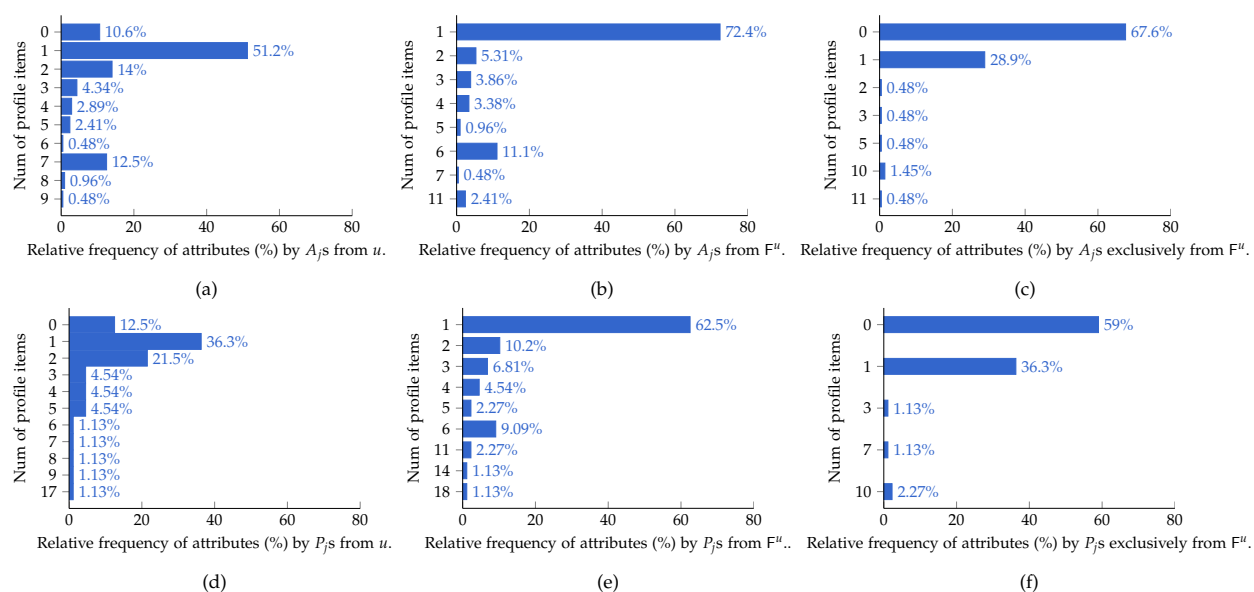 Num of profile items
0 10.6%
1 51.2%
2 14%
3 4.34%
4 2.89%
5 2.41%
6 0.48%
7 12.5%
8 0.96%
9 0.48%
0 20 40 60 80
Relative frequency of attributes (%) by Ajs from u.
(a)
Num of profile items
1 72.4%
2 5.31%
3 3.86%
4 3.38%
5 0.96%
6 11.1%
7 0.48%
11 2.41%
0 20 40 60 80
Relative frequency of attributes (%) by Ajs from Fu.
(b)
Num of profile items
0 67.6%
1 28.9%
2 0.48%
3 0.48%
5 0.48%
10 1.45%
11 0.48%
0 20 40 60 80
Relative frequency of attributes (%) by Ajs exclusively from Fu.
(c)
Num of profile items
0 12.5%
1 36.3%
2 21.5%
3 4.54%
4 4.54%
5 4.54%
6 1.13%
7 1.13%
8 1.13%
9 1.13%
17 1.13%
0 20 40 60 80
Relative frequency of attributes (%) by Pjs from u.
(d)
Num of profile items
1 62.5%
2 10.2%
3 6.81%
4 4.54%
5 2.27%
6 9.09%
11 2.27%
14 1.13%
18 1.13%
0 20 40 60 80
Relative frequency of attributes (%) by Pjs from Fu..
(e)
Num of profile items
0 59%
1 36.3%
3 1.13%
7 1.13%
10 2.27%
0 20 40 60 80
Relative frequency of attributes (%) by Pjs exclusively from Fu.
(f)